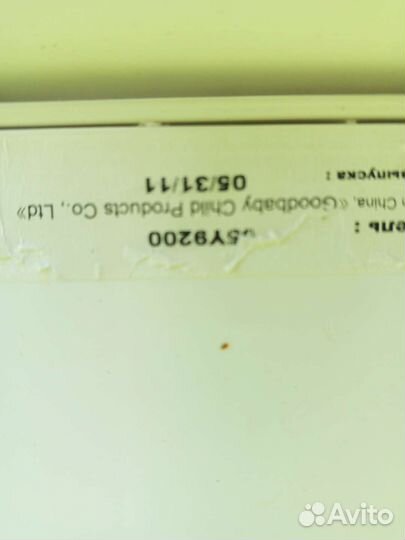 ель : 5Y9200
n China, «Goodbaby Child Products Co., Ltd»
выпуска : 05/31/11
Avito